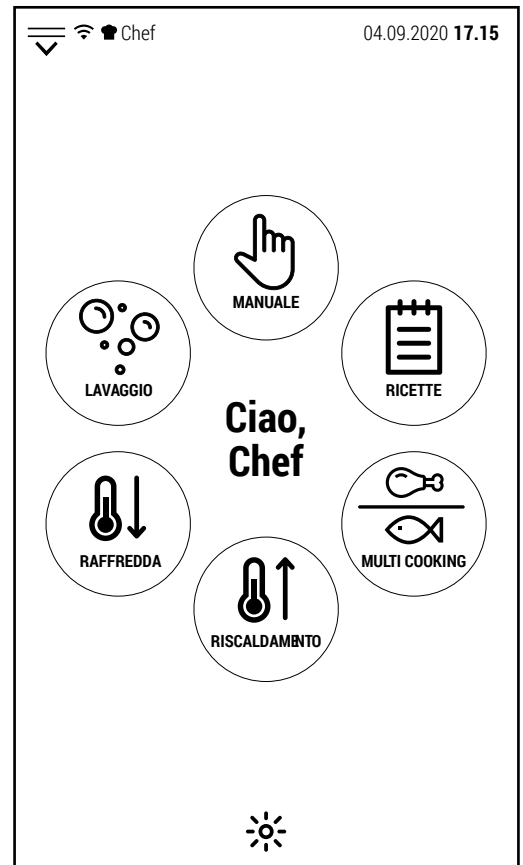 Chef 04.09.2020 17.15
MANUALE
LAVAGGIO
RICETTE
Ciao,
Chef
RAFFREDDA
MULTI COOKING
RISCALDAMENTO